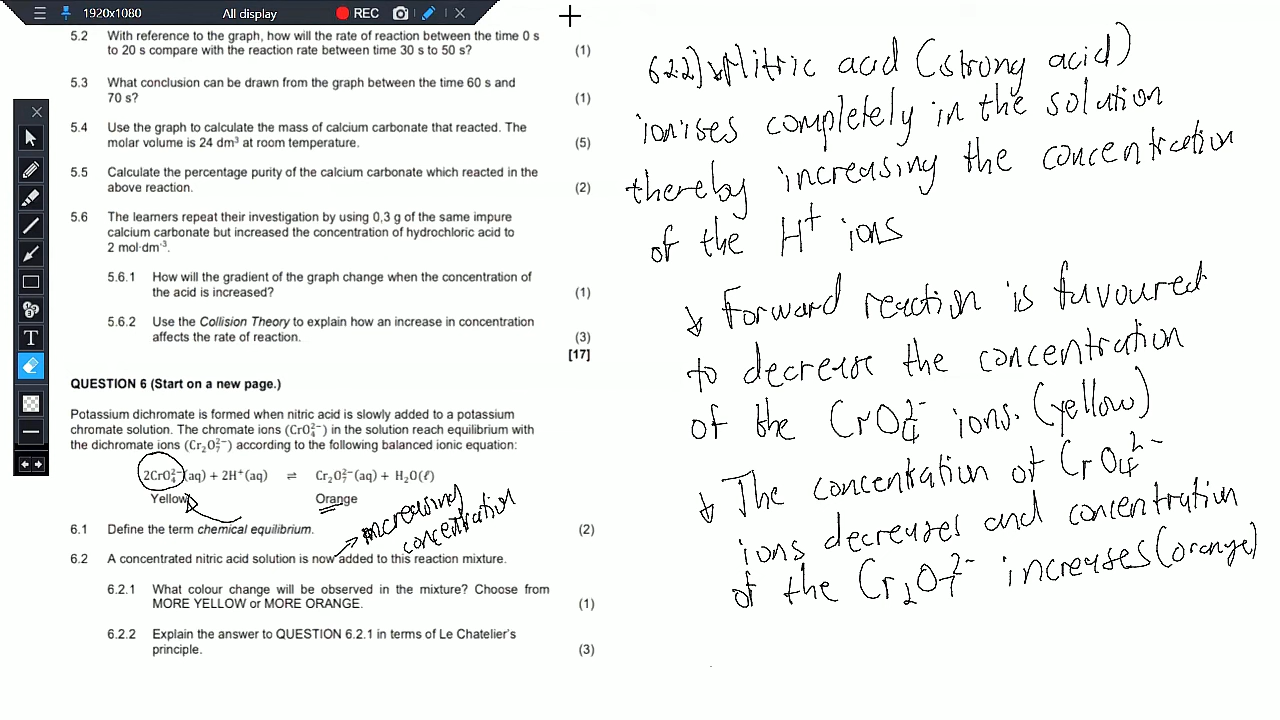 1920x1080 All display REC
5.2 With reference to the graph, how will the rate of reaction between the time 0 s
to 20 s compare with the reaction rate between time 30 s to 50 s? (1)
5.3 What conclusion can be drawn from the graph between the time 60 s and
70 s? (1)
5.4 Use the graph to calculate the mass of calcium carbonate that reacted. The
molar volume is 24 dm³ at room temperature. (5)
5.5 Calculate the percentage purity of the calcium carbonate which reacted in the
above reaction. (2)
5.6 The learners repeat their investigation by using 0,3 g of the same impure
calcium carbonate but increased the concentration of hydrochloric acid to
2 mol·dm⁻³.
5.6.1 How will the gradient of the graph change when the concentration of
the acid is increased? (1)
5.6.2 Use the Collision Theory to explain how an increase in concentration
affects the rate of reaction. (3)
[17]
QUESTION 6 (Start on a new page.)
Potassium dichromate is formed when nitric acid is slowly added to a potassium
chromate solution. The chromate ions (CrO₄²⁻) in the solution reach equilibrium with
the dichromate ions (Cr₂O₇²⁻) according to the following balanced ionic equation:
2CrO₄²⁻(aq) + 2H⁺(aq) ⇌ Cr₂O₇²⁻(aq) + H₂O(ℓ)
Yellow Orange
increasing
concentration
6.1 Define the term chemical equilibrium. (2)
6.2 A concentrated nitric acid solution is now added to this reaction mixture.
6.2.1 What colour change will be observed in the mixture? Choose from
MORE YELLOW or MORE ORANGE. (1)
6.2.2 Explain the answer to QUESTION 6.2.1 in terms of Le Chatelier's
principle. (3)
6.2.2) Nitric acid (strong acid)
ionises completely in the solution
thereby increasing the concentration
of the H⁺ ions
Forward reaction is favoured
to decrease the concentration
of the CrO₄²⁻ ions. (yellow)
The concentration of CrO₄²⁻
ions decreases and concentration
of the Cr₂O₇²⁻ increases (orange)
T